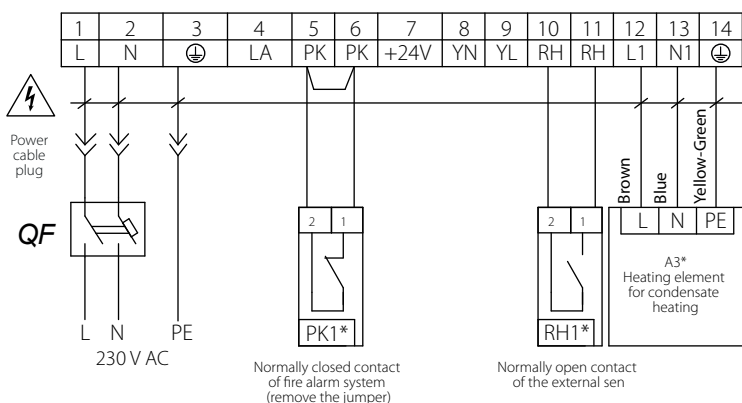 1 2 3 4 5 6 7 8 9 10 11 12 13 14
L N LA PK PK +24V YN YL RH RH L1 N1
Power
cable
plug
Brown
Blue
Yellow-Green
QF
2 1
2 1
L N PE
A3*
Heating element
for condensate
heating
PK1*
RH1*
L N PE
230 V AC
Normally closed contact
of fire alarm system
(remove the jumper)
Normally open contact
of the external sen